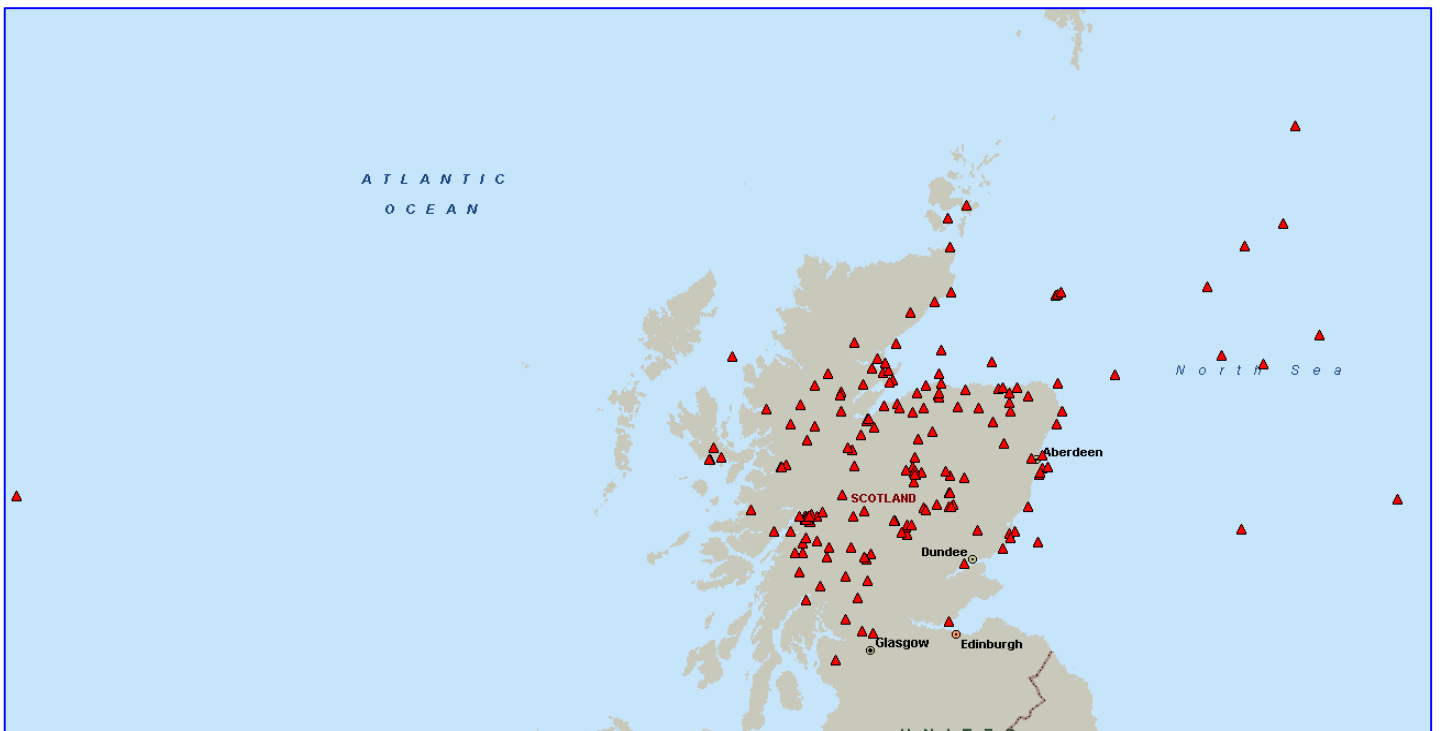 ATLANTIC
OCEAN
North Sea
Aberdeen
SCOTLAND
Dundee
Glasgow
Edinburgh